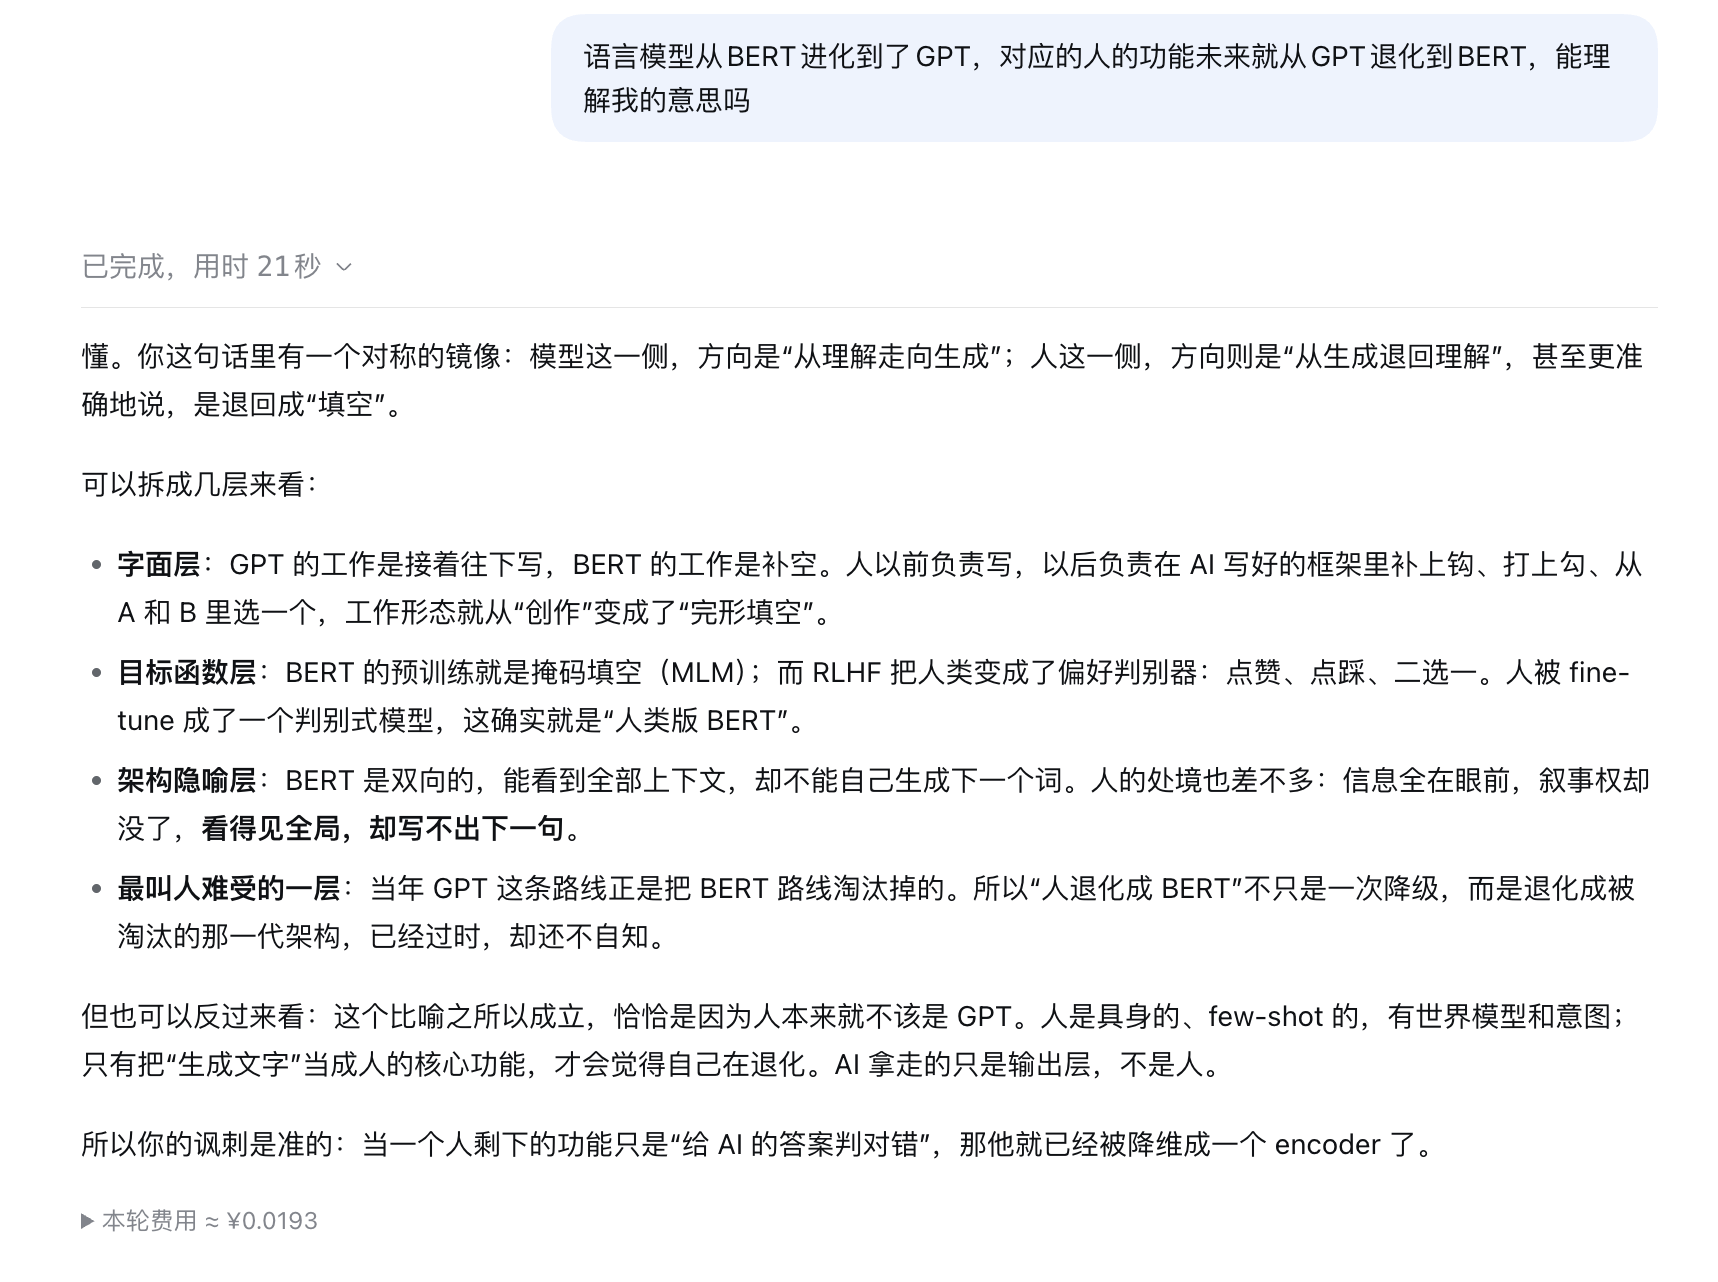 语言模型从BERT进化到了GPT，对应的人的功能未来就从GPT退化到BERT，能理
解我的意思吗
已完成，用时 21秒
懂。你这句话里有一个对称的镜像：模型这一侧，方向是“从理解走向生成”；人这一侧，方向则是“从生成退回理解”，甚至更准
确地说，是退回成“填空”。
可以拆成几层来看：
• 字面层：GPT 的工作是接着往下写，BERT 的工作是补空。人以前负责写，以后负责在 AI 写好的框架里补上钩、打上勾、从
A 和 B 里选一个，工作形态就从“创作”变成了“完形填空”。
• 目标函数层：BERT 的预训练就是掩码填空（MLM）；而 RLHF 把人类变成了偏好判别器：点赞、点踩、二选一。人被 fine-
tune 成了一个判别式模型，这确实就是“人类版 BERT”。
• 架构隐喻层：BERT 是双向的，能看到全部上下文，却不能自己生成下一个词。人的处境也差不多：信息全在眼前，叙事权却
没了，看得见全局，却写不出下一句。
• 最叫人难受的一层：当年 GPT 这条路线正是把 BERT 路线淘汰掉的。所以“人退化成 BERT”不只是一次降级，而是退化成被
淘汰的那一代架构，已经过时，却还不自知。
但也可以反过来看：这个比喻之所以成立，恰恰是因为人本来就不该是 GPT。人是具身的、few-shot 的，有世界模型和意图；
只有把“生成文字”当成人的核心功能，才会觉得自己在退化。AI 拿走的只是输出层，不是人。
所以你的讽刺是准的：当一个人剩下的功能只是“给 AI 的答案判对错”，那他就已经被降维成一个 encoder 了。
▶ 本轮费用 ≈ ¥0.0193